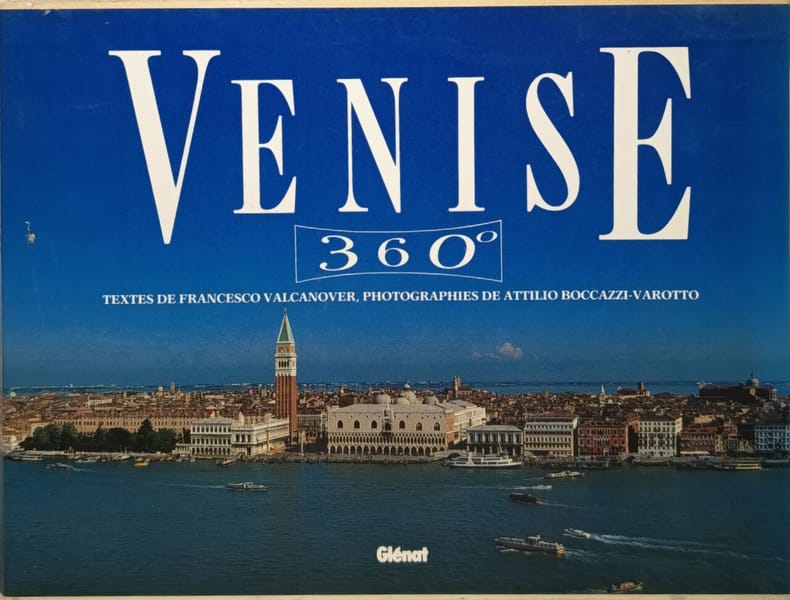 VENISE
360°
TEXTES DE FRANCESCO VALCANOVER, PHOTOGRAPHIES DE ATTILIO BOCCAZZI-VAROTTO
Glénat